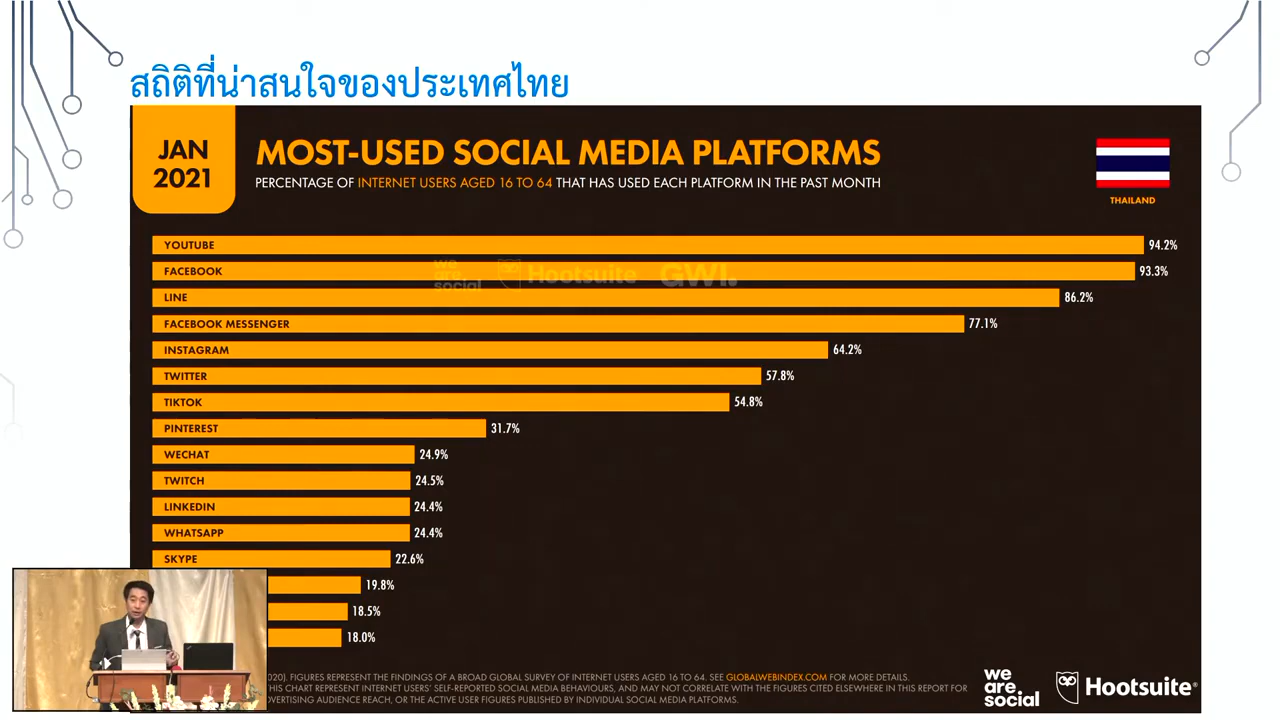 สถิติที่น่าสนใจของประเทศไทย
JAN
2021
MOST-USED SOCIAL MEDIA PLATFORMS
PERCENTAGE OF INTERNET USERS AGED 16 TO 64 THAT HAS USED EACH PLATFORM IN THE PAST MONTH
THAILAND
YOUTUBE 94.2%
FACEBOOK 93.3%
we are social Hootsuite GWI.
LINE 86.2%
FACEBOOK MESSENGER 77.1%
INSTAGRAM 64.2%
TWITTER 57.8%
TIKTOK 54.8%
PINTEREST 31.7%
WECHAT 24.9%
TWITCH 24.5%
LINKEDIN 24.4%
WHATSAPP 24.4%
SKYPE 22.6%
19.8%
18.5%
18.0%
020). FIGURES REPRESENT THE FINDINGS OF A BROAD GLOBAL SURVEY OF INTERNET USERS AGED 16 TO 64. SEE GLOBALWEBINDEX.COM FOR MORE DETAILS.
HIS CHART REPRESENT INTERNET USERS' SELF-REPORTED SOCIAL MEDIA BEHAVIOURS, AND MAY NOT CORRELATE WITH THE FIGURES CITED ELSEWHERE IN THIS REPORT FOR
VERTISING AUDIENCE REACH, OR THE ACTIVE USER FIGURES PUBLISHED BY INDIVIDUAL SOCIAL MEDIA PLATFORMS.
we
are
social
Hootsuite®